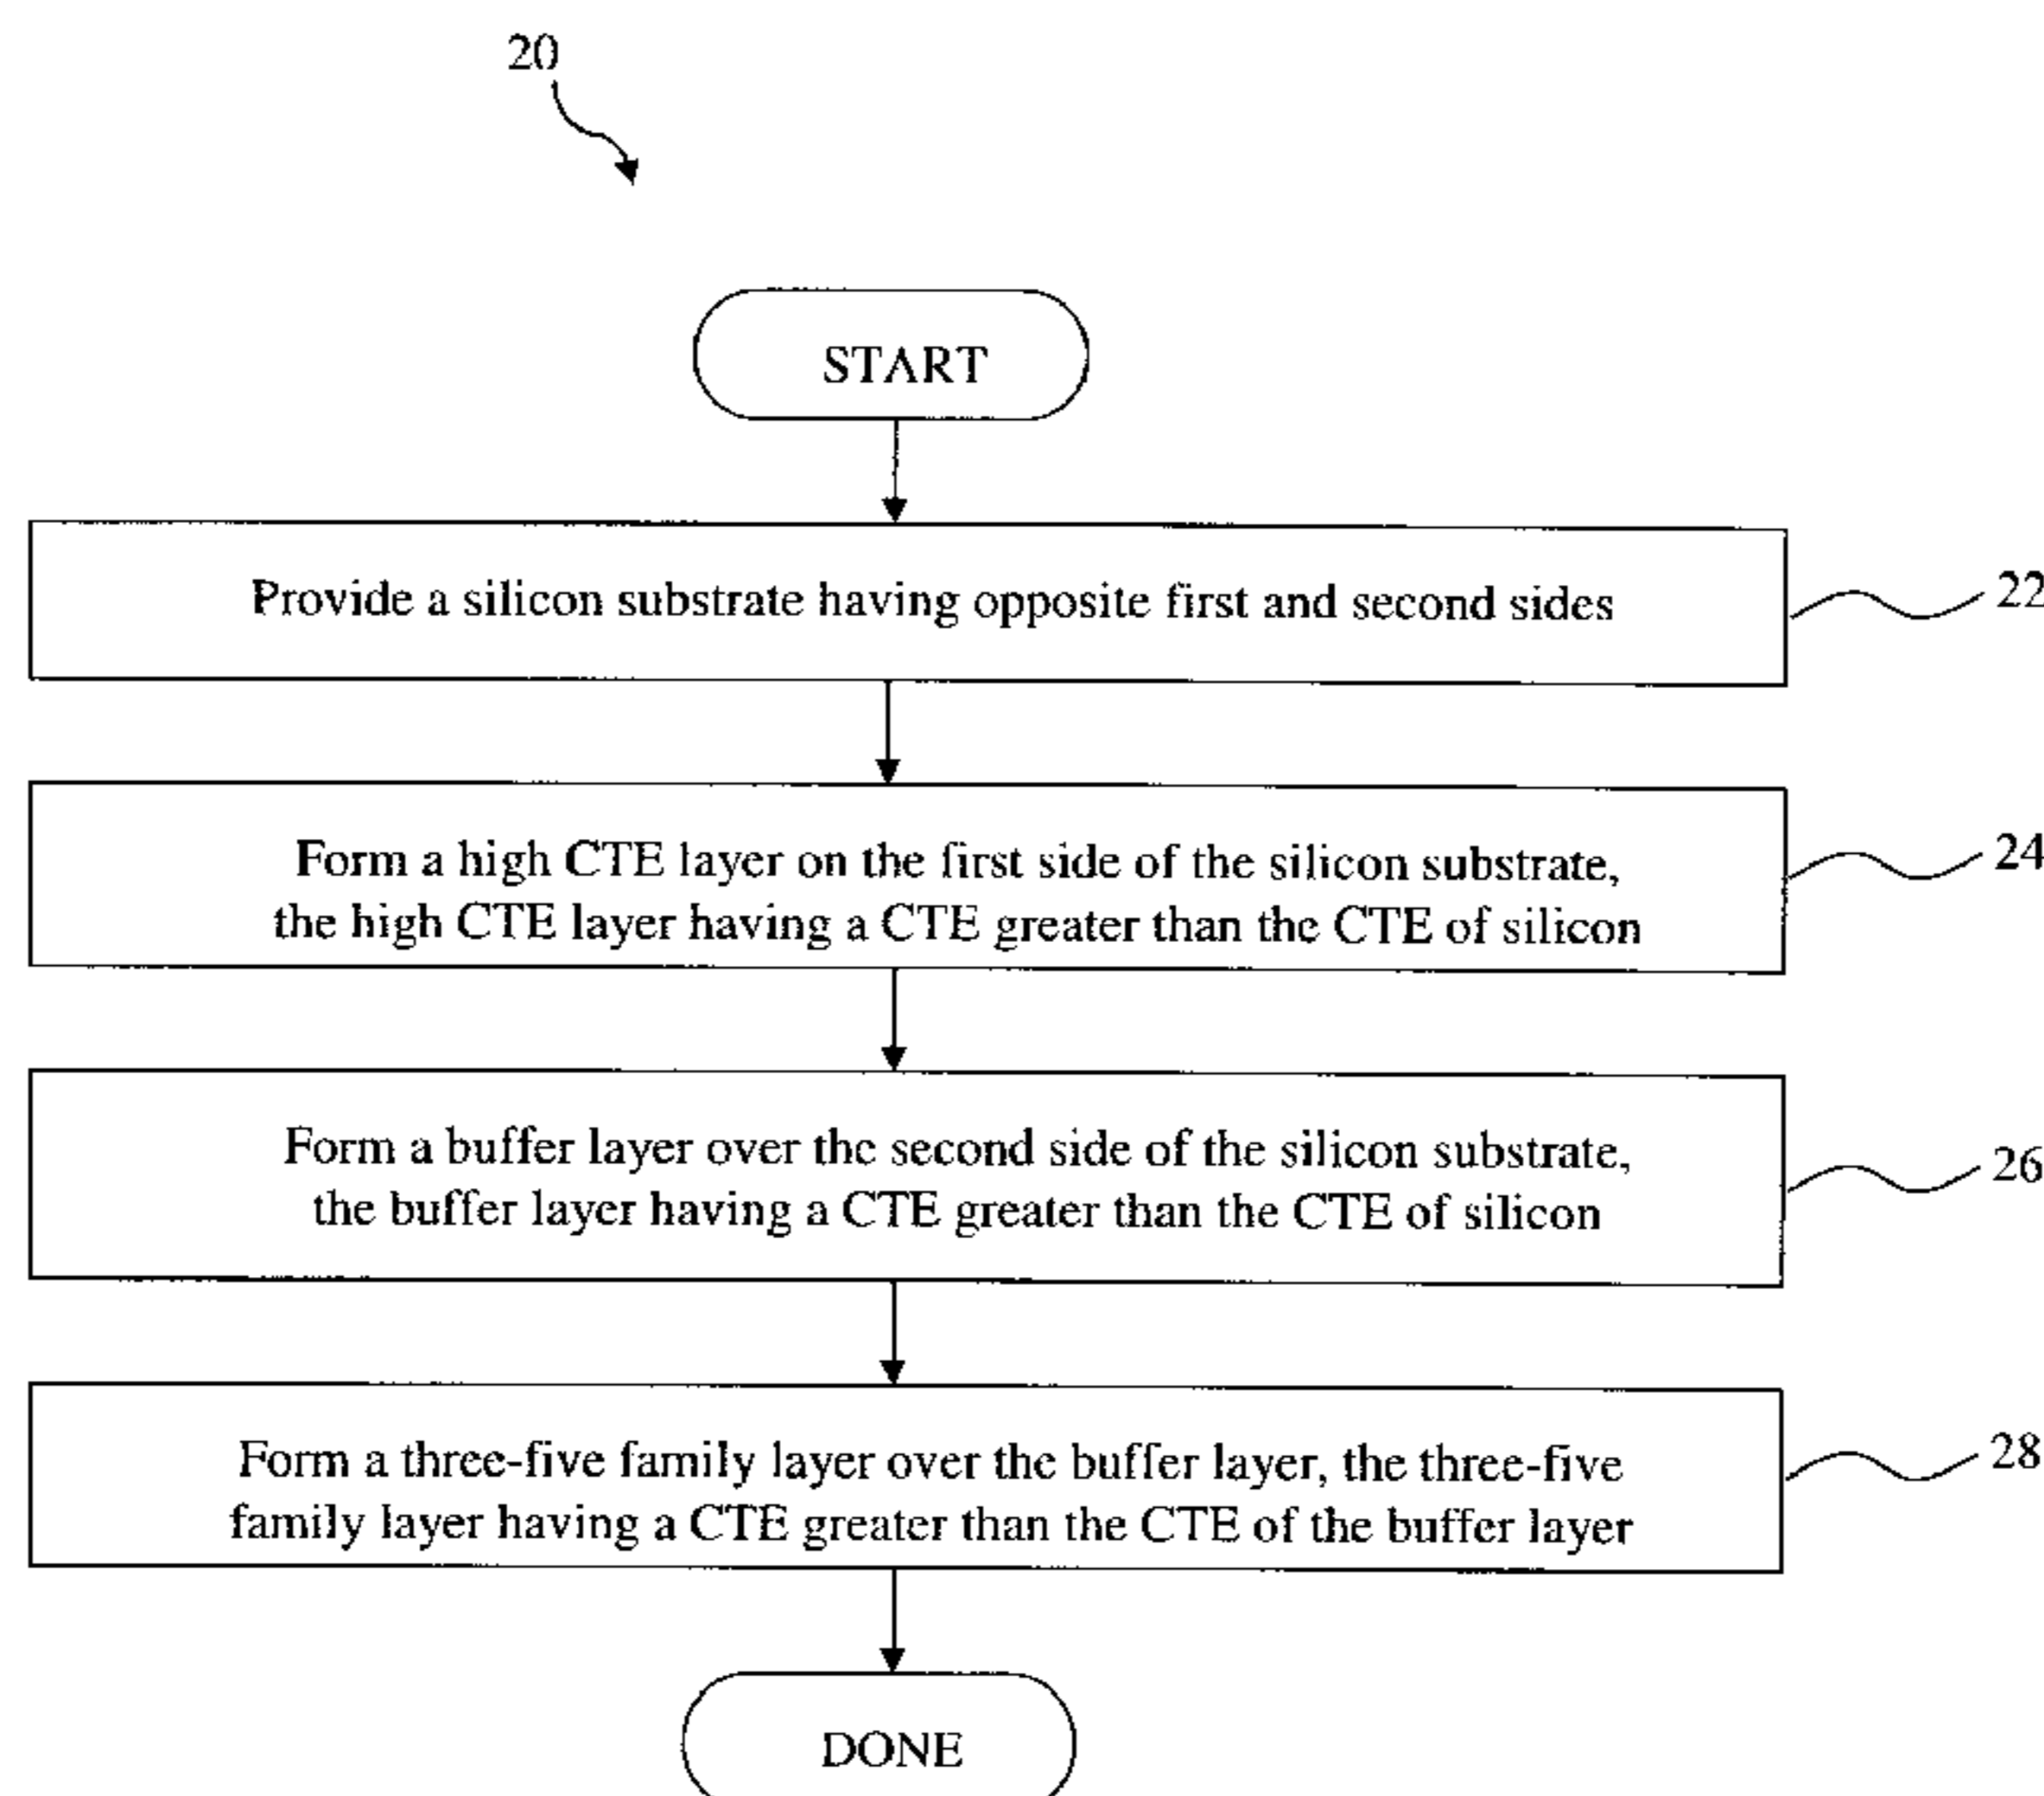 20
START
Provide a silicon substrate having opposite first and second sides
22
Form a high CTE layer on the first side of the silicon substrate,
the high CTE layer having a CTE greater than the CTE of silicon
24
Form a buffer layer over the second side of the silicon substrate,
the buffer layer having a CTE greater than the CTE of silicon
26
Form a three-five family layer over the buffer layer, the three-five
family layer having a CTE greater than the CTE of the buffer layer
28
DONE